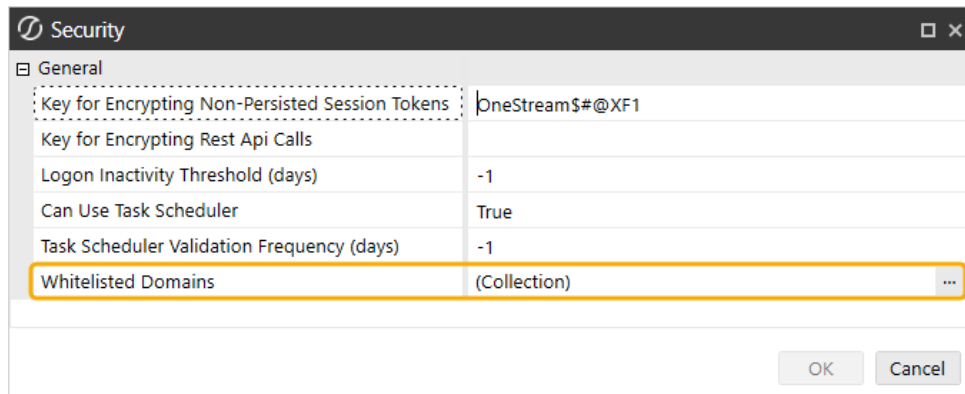 Security
General
Key for Encrypting Non-Persisted Session Tokens OneStream$#@XF1
Key for Encrypting Rest Api Calls
Logon Inactivity Threshold (days) -1
Can Use Task Scheduler True
Task Scheduler Validation Frequency (days) -1
Whitelisted Domains (Collection) ...
OK Cancel